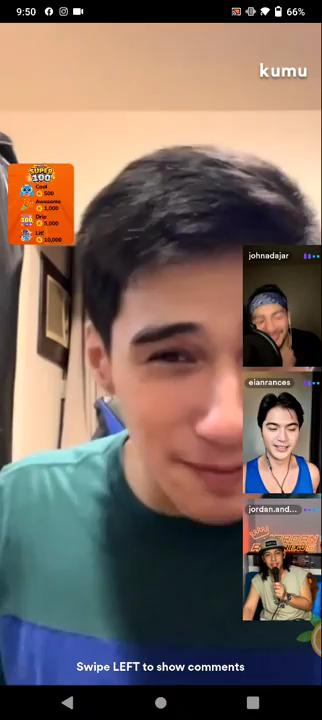 9:50
66%
kumu
SUPER
100
Cool
500
Awesome
1,000
Drip
5,000
Lit!
10,000
johnadajar
eianrances
jordan.and...
Swipe LEFT to show comments